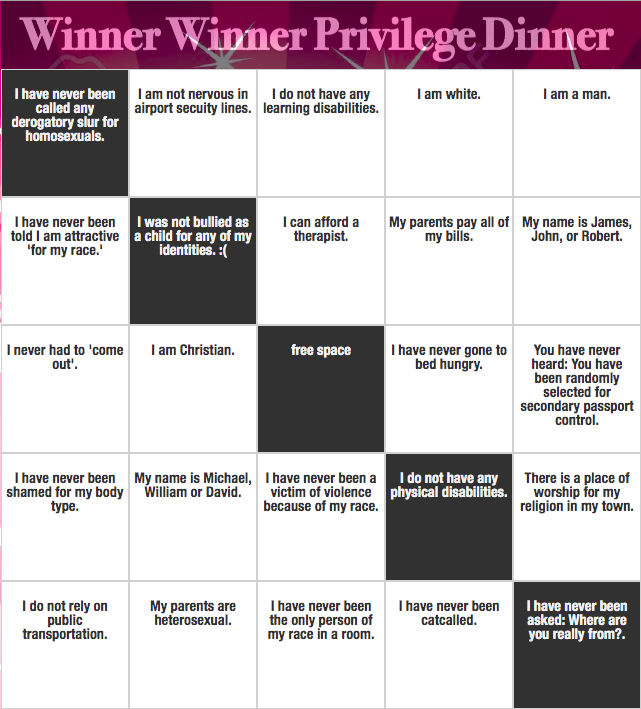 Winner Winner Privilege Dinner
I have never been
called any
derogatory slur for
homosexuals.
I am not nervous in
airport secuity lines.
I do not have any
learning disabilities.
I am white.
I am a man.
I have never been
told I am attractive
'for my race.'
I was not bullied as
a child for any of my
identities. :(
I can afford a
therapist.
My parents pay all of
my bills.
My name is James,
John, or Robert.
I never had to 'come
out'.
I am Christian.
free space
I have never gone to
bed hungry.
You have never
heard: You have
been randomly
selected for
secondary passport
control.
I have never been
shamed for my body
type.
My name is Michael,
William or David.
I have never been a
victim of violence
because of my race.
I do not have any
physical disabilities.
There is a place of
worship for my
religion in my town.
I do not rely on
public
transportation.
My parents are
heterosexual.
I have never been
the only person of
my race in a room.
I have never been
catcalled.
I have never been
asked: Where are
you really from?.